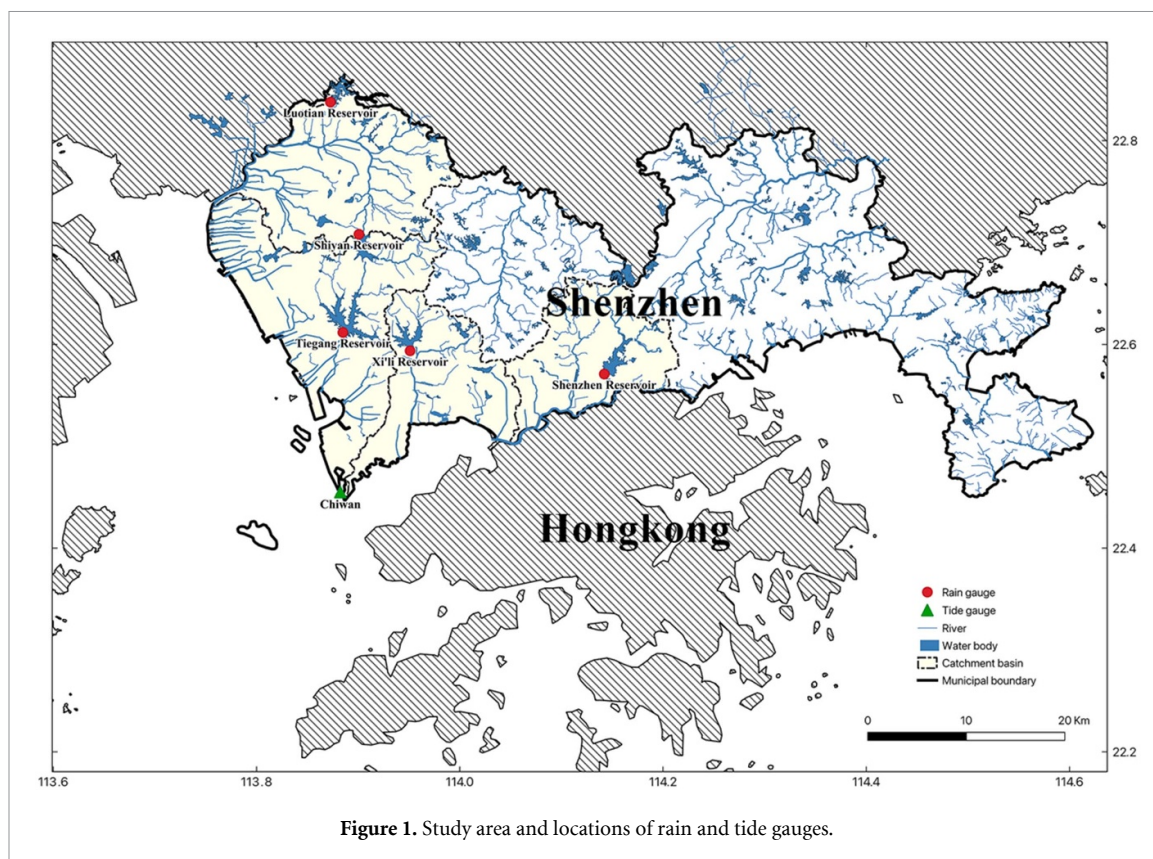 Luotian Reservoir
22.8
Shiyan Reservoir
Shenzhen
Tiegang Reservoir
Xi'li Reservoir
22.6
Shenzhen Reservoir
Chiwan
Hongkong
22.4
Rain gauge
Tide gauge
River
Water body
Catchment basin
Municipal boundary
0 10 20 Km
22.2
113.6 113.8 114.0 114.2 114.4 114.6
Figure 1. Study area and locations of rain and tide gauges.